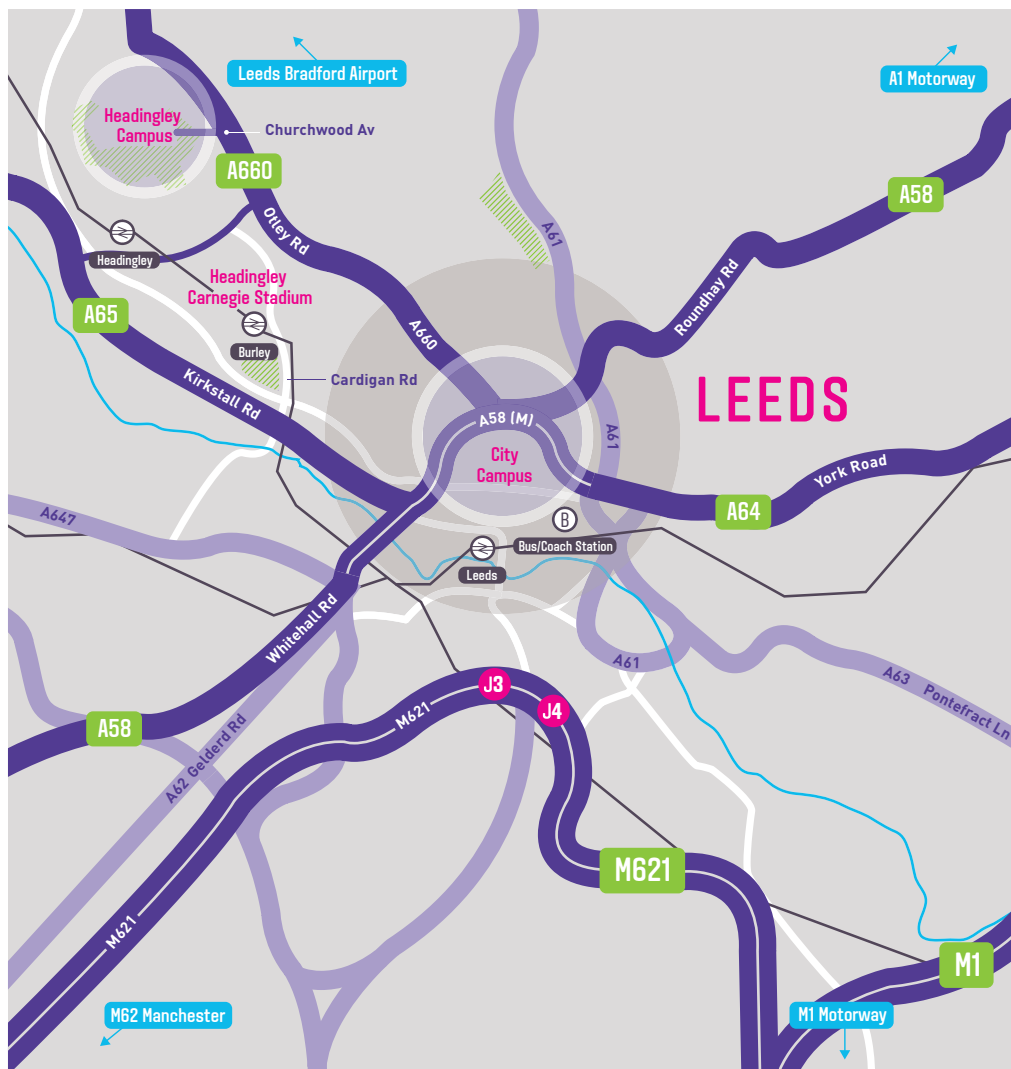 Leeds Bradford Airport
A1 Motorway
Headingley
Campus
Churchwood Av
A660
A58
Otley Rd
A61
Headingley
Headingley
Carnegie Stadium
Roundhay Rd
A65
A660
Burley
Cardigan Rd
Kirkstall Rd
LEEDS
A58 (M)
A61
City
Campus
York Road
A64
A647
B
Bus/Coach Station
Leeds
Whitehall Rd
A61
A63 Pontefract Ln
J3
J4
M621
A58
A62 Gelderd Rd
M621
M621
M1
M62 Manchester
M1 Motorway